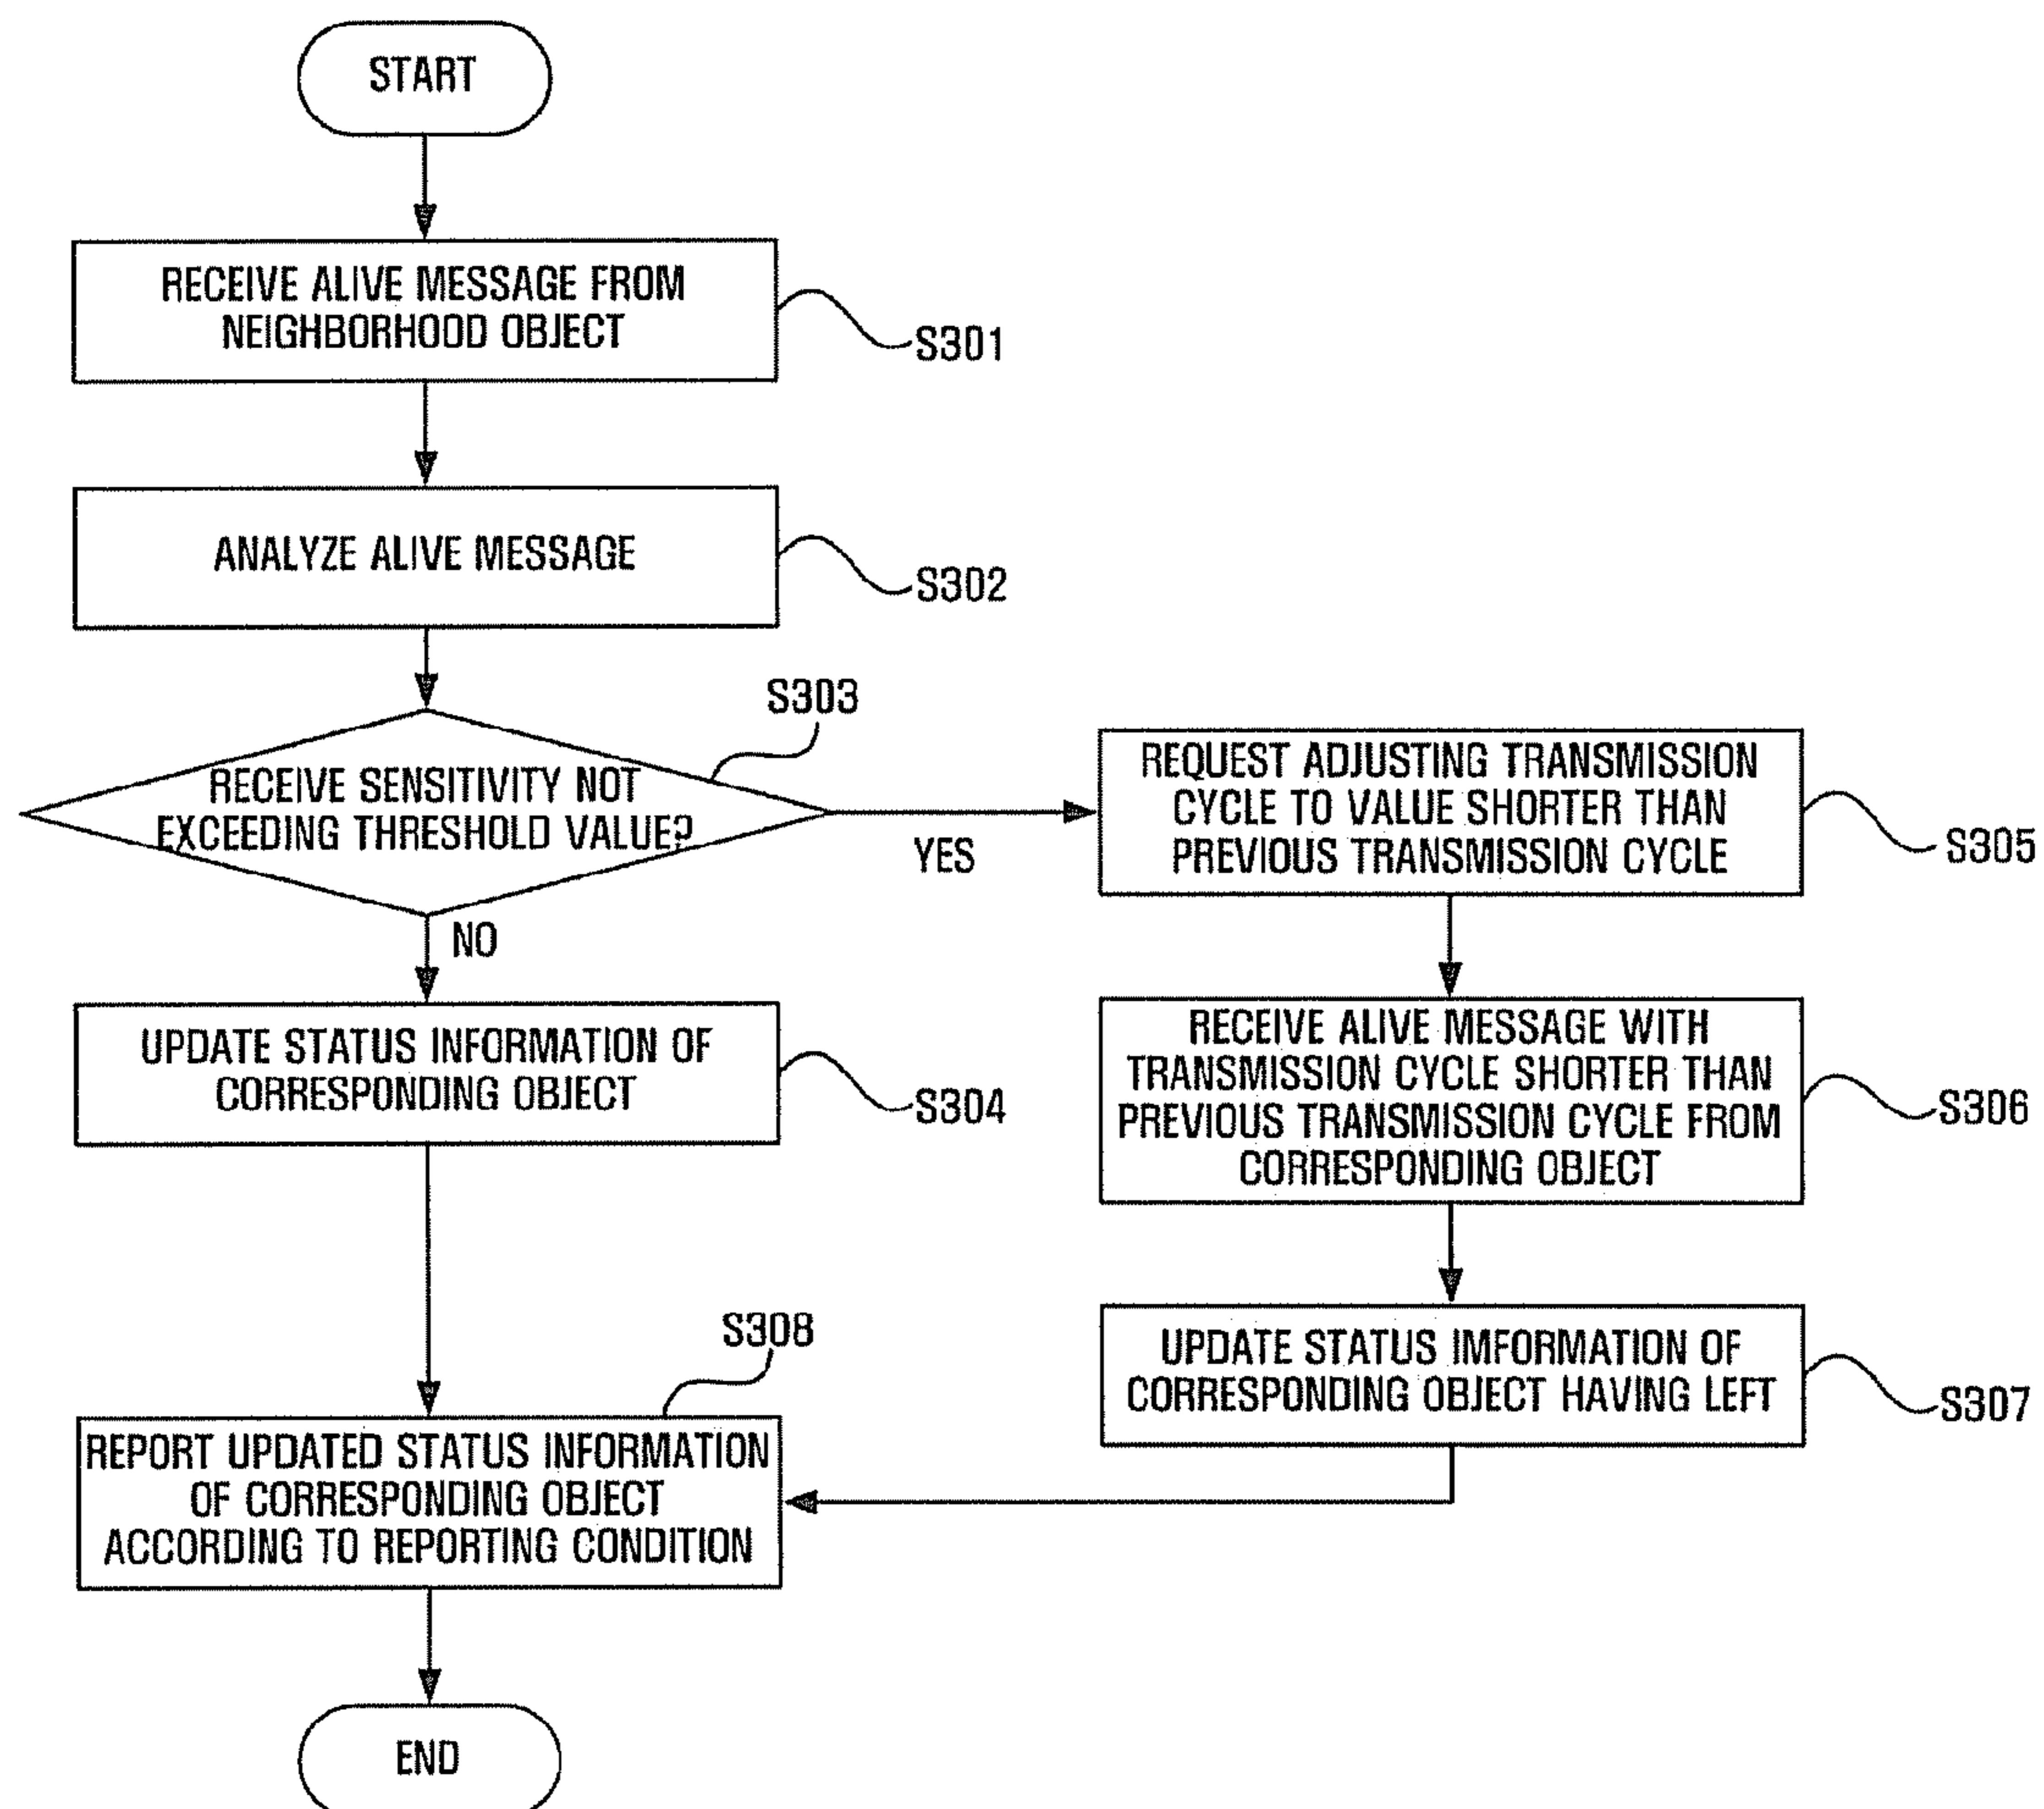 START
RECEIVE ALIVE MESSAGE FROM
NEIGHBORHOOD OBJECT
S301
ANALYZE ALIVE MESSAGE
S302
S303
RECEIVE SENSITIVITY NOT
EXCEEDING THRESHOLD VALUE?
YES
NO
REQUEST ADJUSTING TRANSMISSION
CYCLE TO VALUE SHORTER THAN
PREVIOUS TRANSMISSION CYCLE
S305
UPDATE STATUS INFORMATION OF
CORRESPONDING OBJECT
S304
RECEIVE ALIVE MESSAGE WITH
TRANSMISSION CYCLE SHORTER THAN
PREVIOUS TRANSMISSION CYCLE FROM
CORRESPONDING OBJECT
S306
UPDATE STATUS IMFORMATION OF
CORRESPONDING OBJECT HAVING LEFT
S307
S308
REPORT UPDATED STATUS INFORMATION
OF CORRESPONDING OBJECT
ACCORDING TO REPORTING CONDITION
END